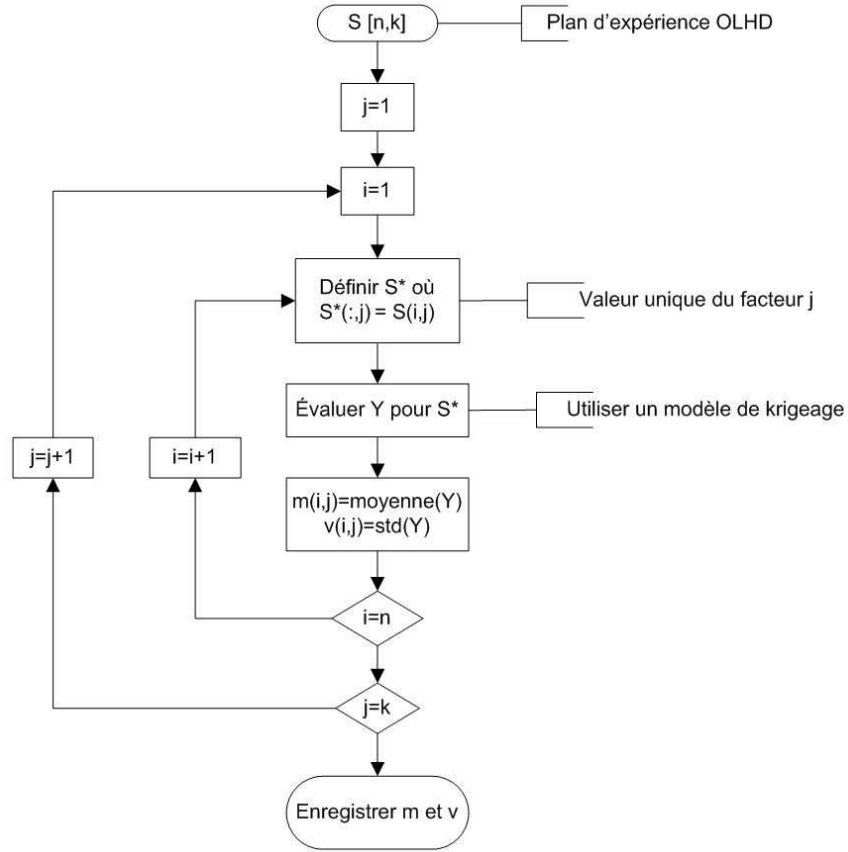 S [n,k]
Plan d'expérience OLHD
j=1
i=1
Définir S* où
S*(:,j) = S(i,j)
Valeur unique du facteur j
Évaluer Y pour S*
Utiliser un modèle de krigeage
j=j+1
i=i+1
m(i,j)=moyenne(Y)
v(i,j)=std(Y)
i=n
j=k
Enregistrer m et v